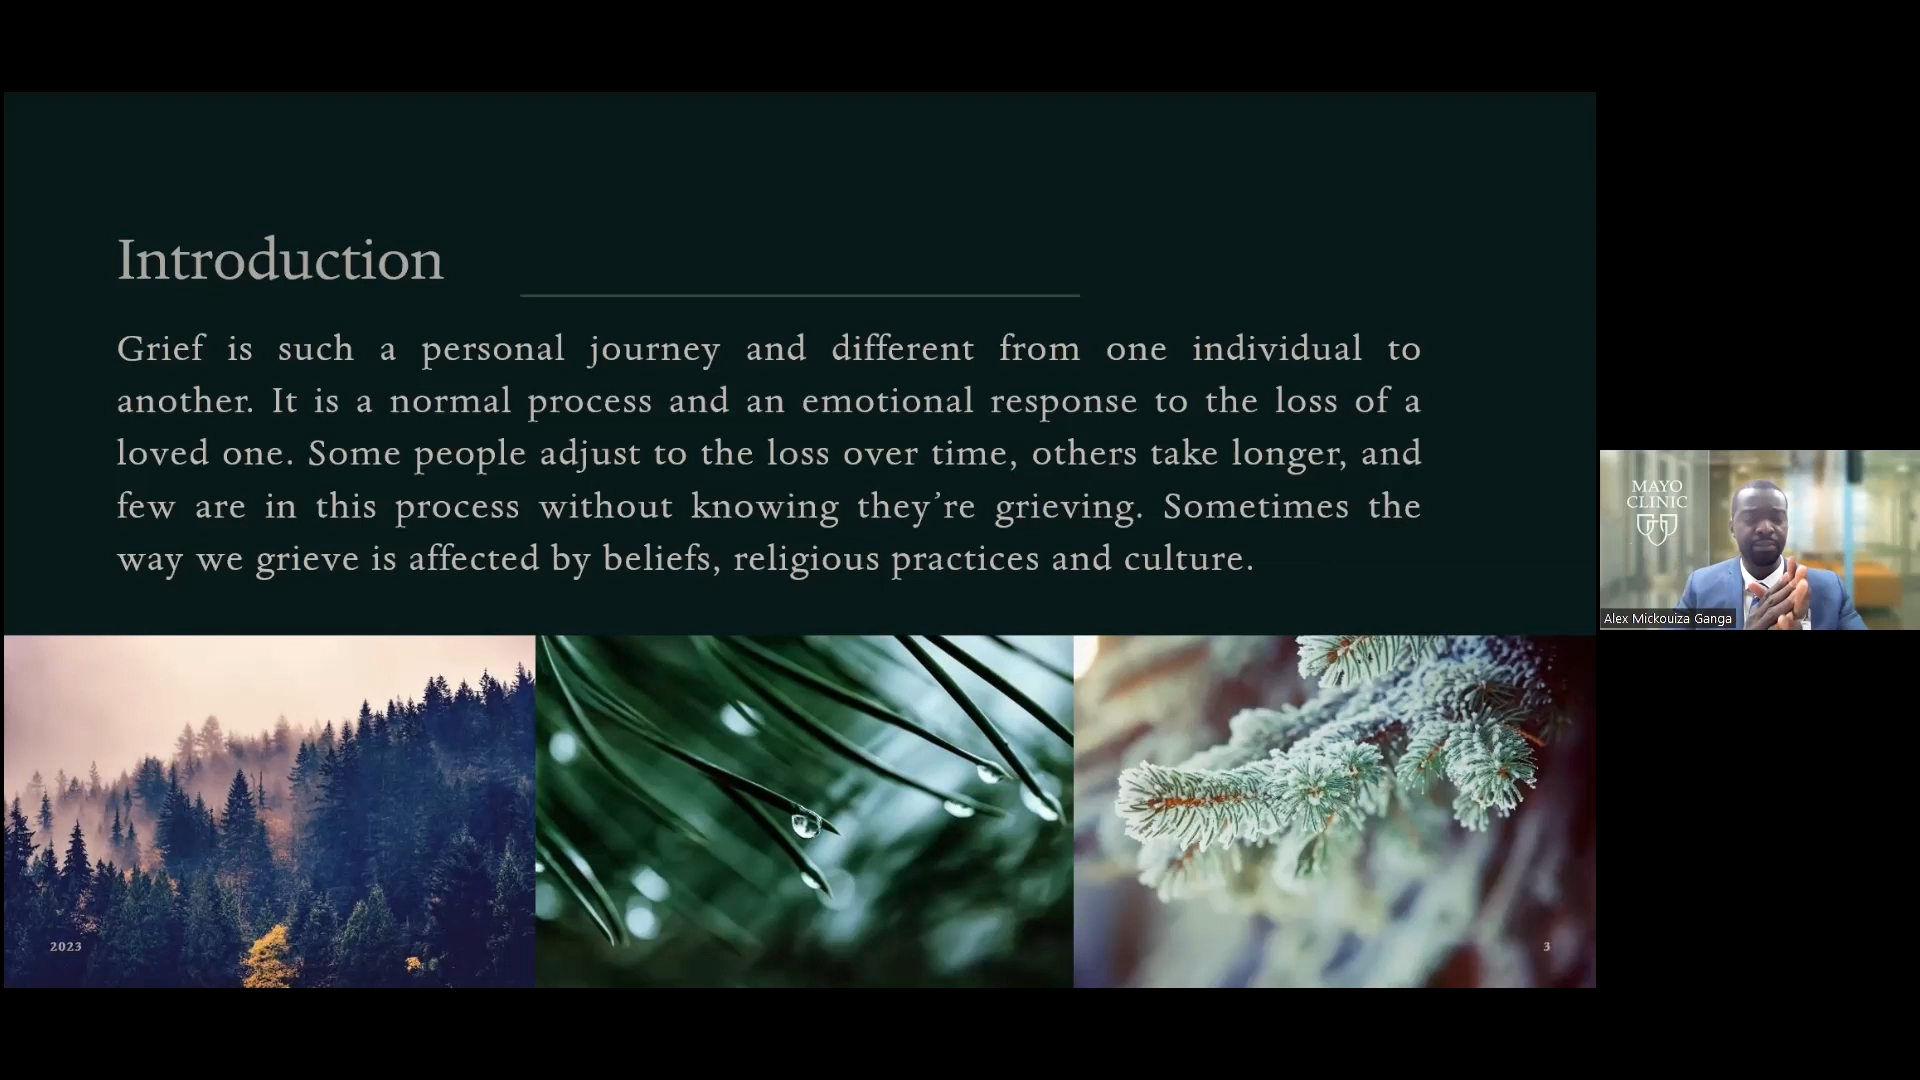 Introduction
Grief is such a personal journey and different from one individual to
another. It is a normal process and an emotional response to the loss of a
loved one. Some people adjust to the loss over time, others take longer, and
few are in this process without knowing they’re grieving. Sometimes the
way we grieve is affected by beliefs, religious practices and culture.
MAYO
CLINIC
Alex Mickouiza Ganga
2023
3